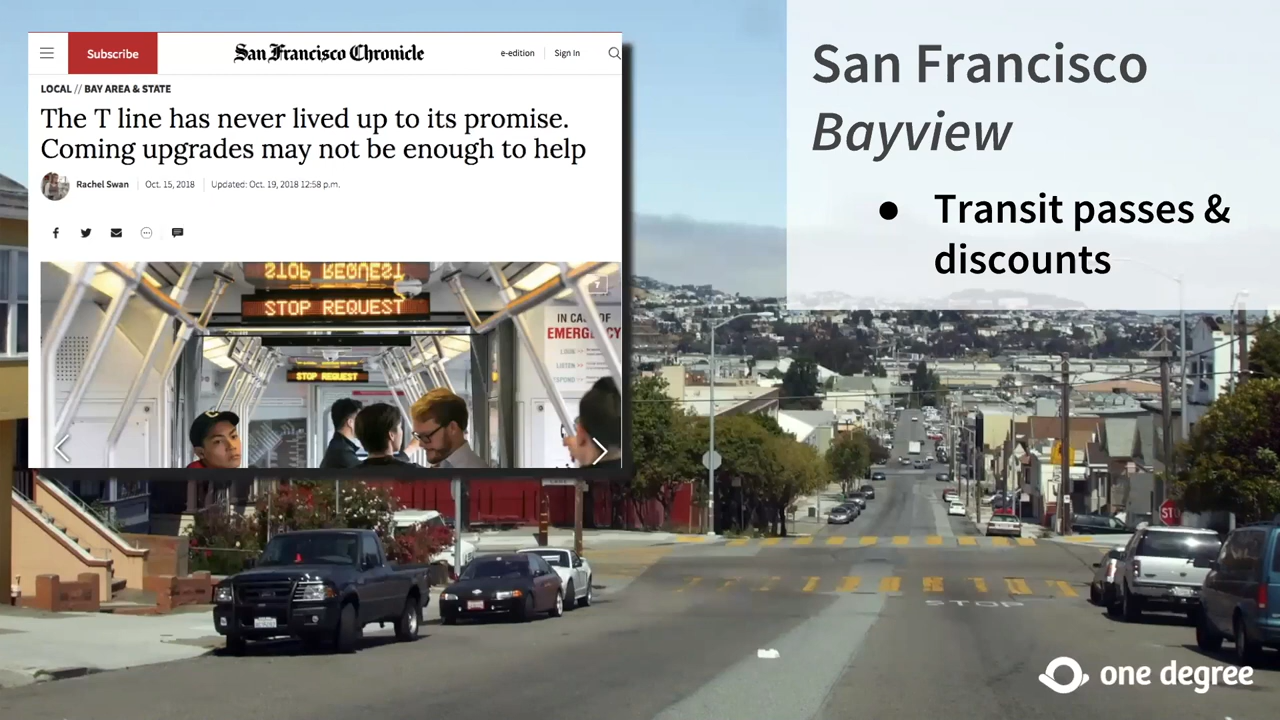 Subscribe
San Francisco Chronicle
e-edition
Sign In
LOCAL // BAY AREA & STATE
The T line has never lived up to its promise.
Coming upgrades may not be enough to help
Rachel Swan
Oct. 15, 2018
Updated: Oct. 19, 2018 12:58 p.m.
STOP REQUEST
STOP REQUEST
STOP REQUEST
IN CASE OF
EMERGENCY
LOOK
LISTEN
7
San Francisco
Bayview
● Transit passes &
discounts
STOP
one degree